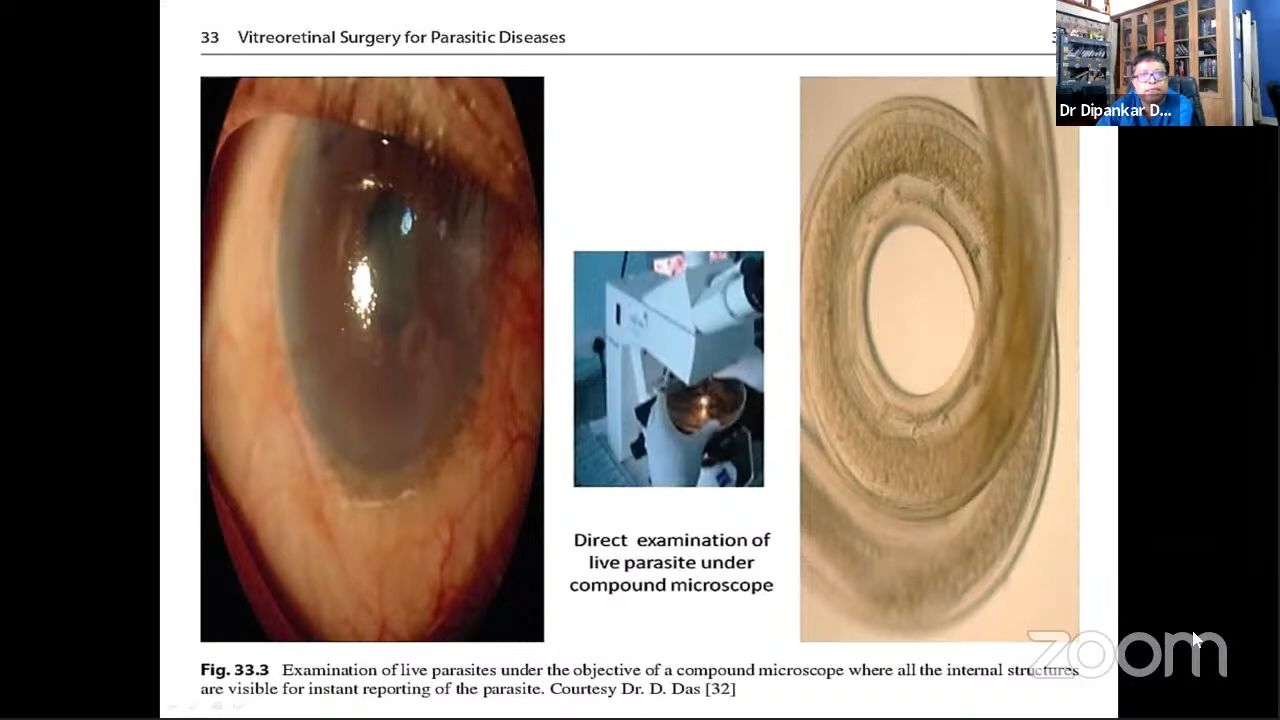 33 Vitreoretinal Surgery for Parasitic Diseases
Dr Dipankar D...
Direct examination of
live parasite under
compound microscope
Fig. 33.3 Examination of live parasites under the objective of a compound microscope where all the internal structures
are visible for instant reporting of the parasite. Courtesy Dr. D. Das [32]
zoom